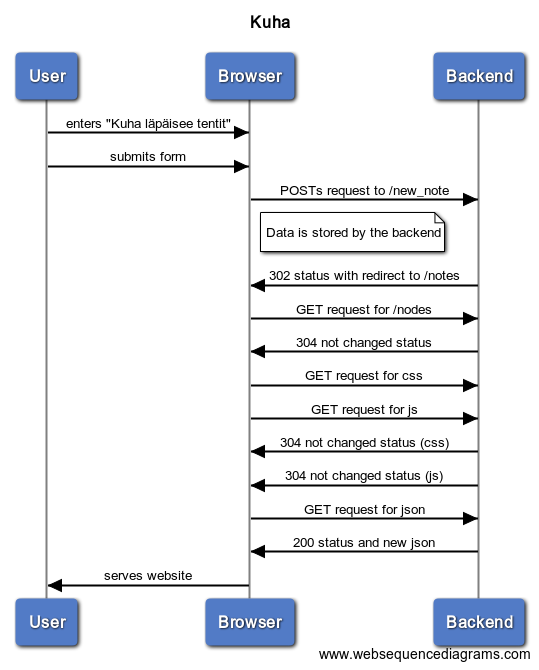 Kuha
User Browser Backend
enters "Kuha läpäisee tentit"
submits form
POSTs request to /new_note
Data is stored by the backend
302 status with redirect to /notes
GET request for /nodes
304 not changed status
GET request for css
GET request for js
304 not changed status (css)
304 not changed status (js)
GET request for json
200 status and new json
serves website
User Browser Backend
www.websequencediagrams.com